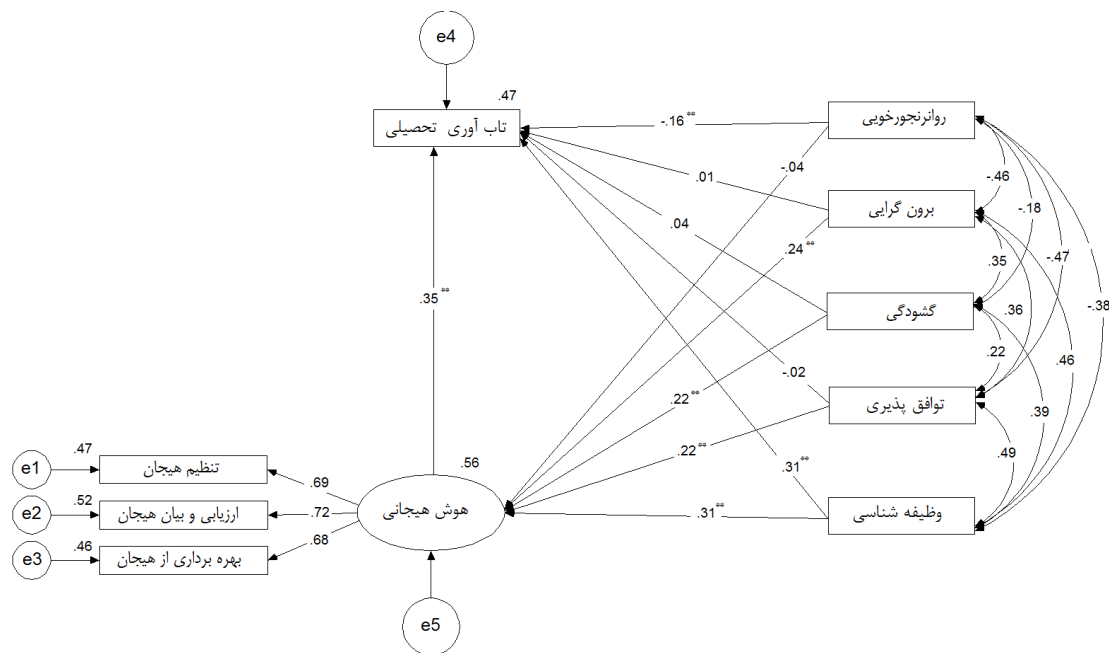 e4
.47
تاب آوری تحصیلی
روانرنجورخویی
-.16 **
-.04
-.46
.01
برون گرایی
-.18
.04
.24 **
.35
-.47
.35 **
گشودگی
.36
-.38
.22
.46
-.02
.22 **
توافق پذیری
.39
.22 **
.49
.47
.56
e1
تنظیم هیجان
.69
.31 **
.52
e2
ارزیابی و بیان هیجان
.72
هوش هیجانی
.31 **
وظیفه شناسی
.46
e3
بهره برداری از هیجان
.68
e5